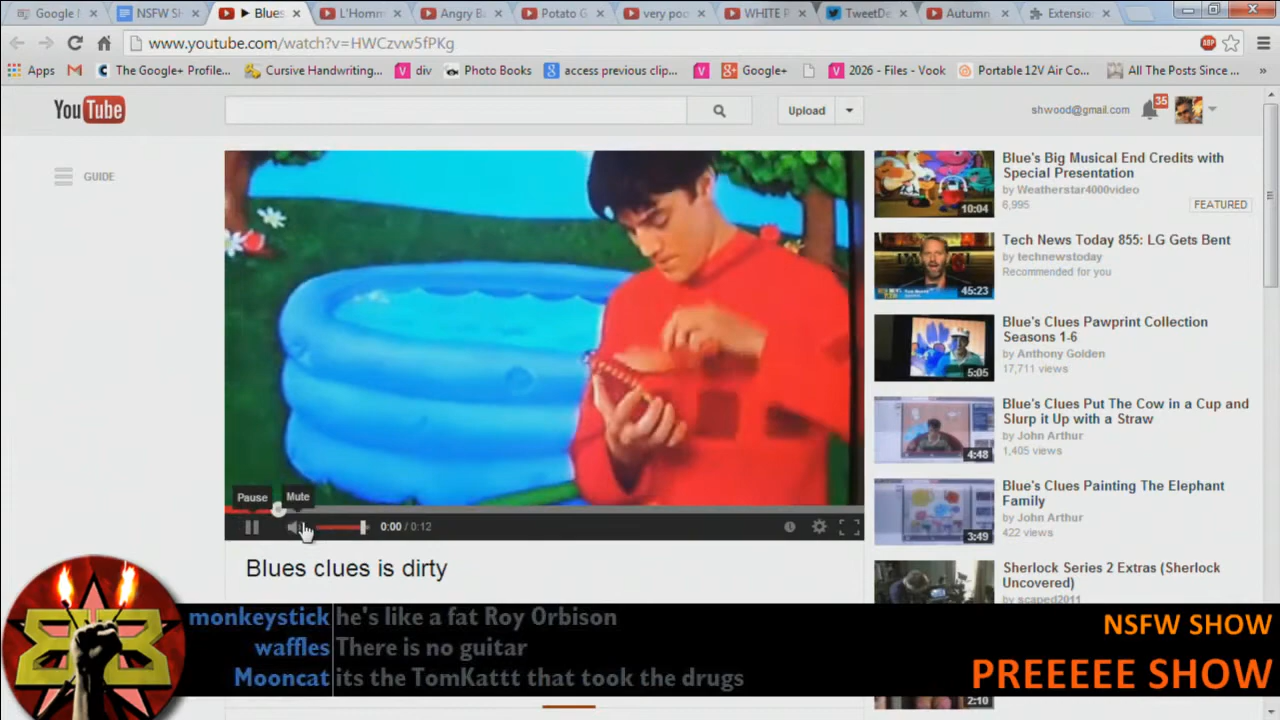 Google
NSFW S
Blues
L'Homm
Angry B
Potato G
very poo
WHITE P
TweetDe
Autumn
Extension
www.youtube.com/watch?v=HWCzvw5fPKg
ABP
Apps
The Google+ Profile...
Cursive Handwriting...
div
Photo Books
access previous clip...
Google+
2026 - Files - Vook
Portable 12V Air Co...
All The Posts Since ...
»
YouTube
Upload
shwood@gmail.com
35
GUIDE
Blue's Big Musical End Credits with
Special Presentation
by Weatherstar4000video
6,995
FEATURED
10:04
Tech News Today 855: LG Gets Bent
by technewstoday
Recommended for you
45:23
Blue's Clues Pawprint Collection
Seasons 1-6
by Anthony Golden
17,711 views
5:05
Blue's Clues Put The Cow in a Cup and
Slurp it Up with a Straw
by John Arthur
1,405 views
4:48
Blue's Clues Painting The Elephant
Family
by John Arthur
422 views
3:49
Sherlock Series 2 Extras (Sherlock
Uncovered)
by scaped2011
2:10
Pause
Mute
0:00 / 0:12
Blues clues is dirty
monkeystick he's like a fat Roy Orbison
waffles There is no guitar
Mooncat its the TomKattt that took the drugs
NSFW SHOW
PREEEEE SHOW